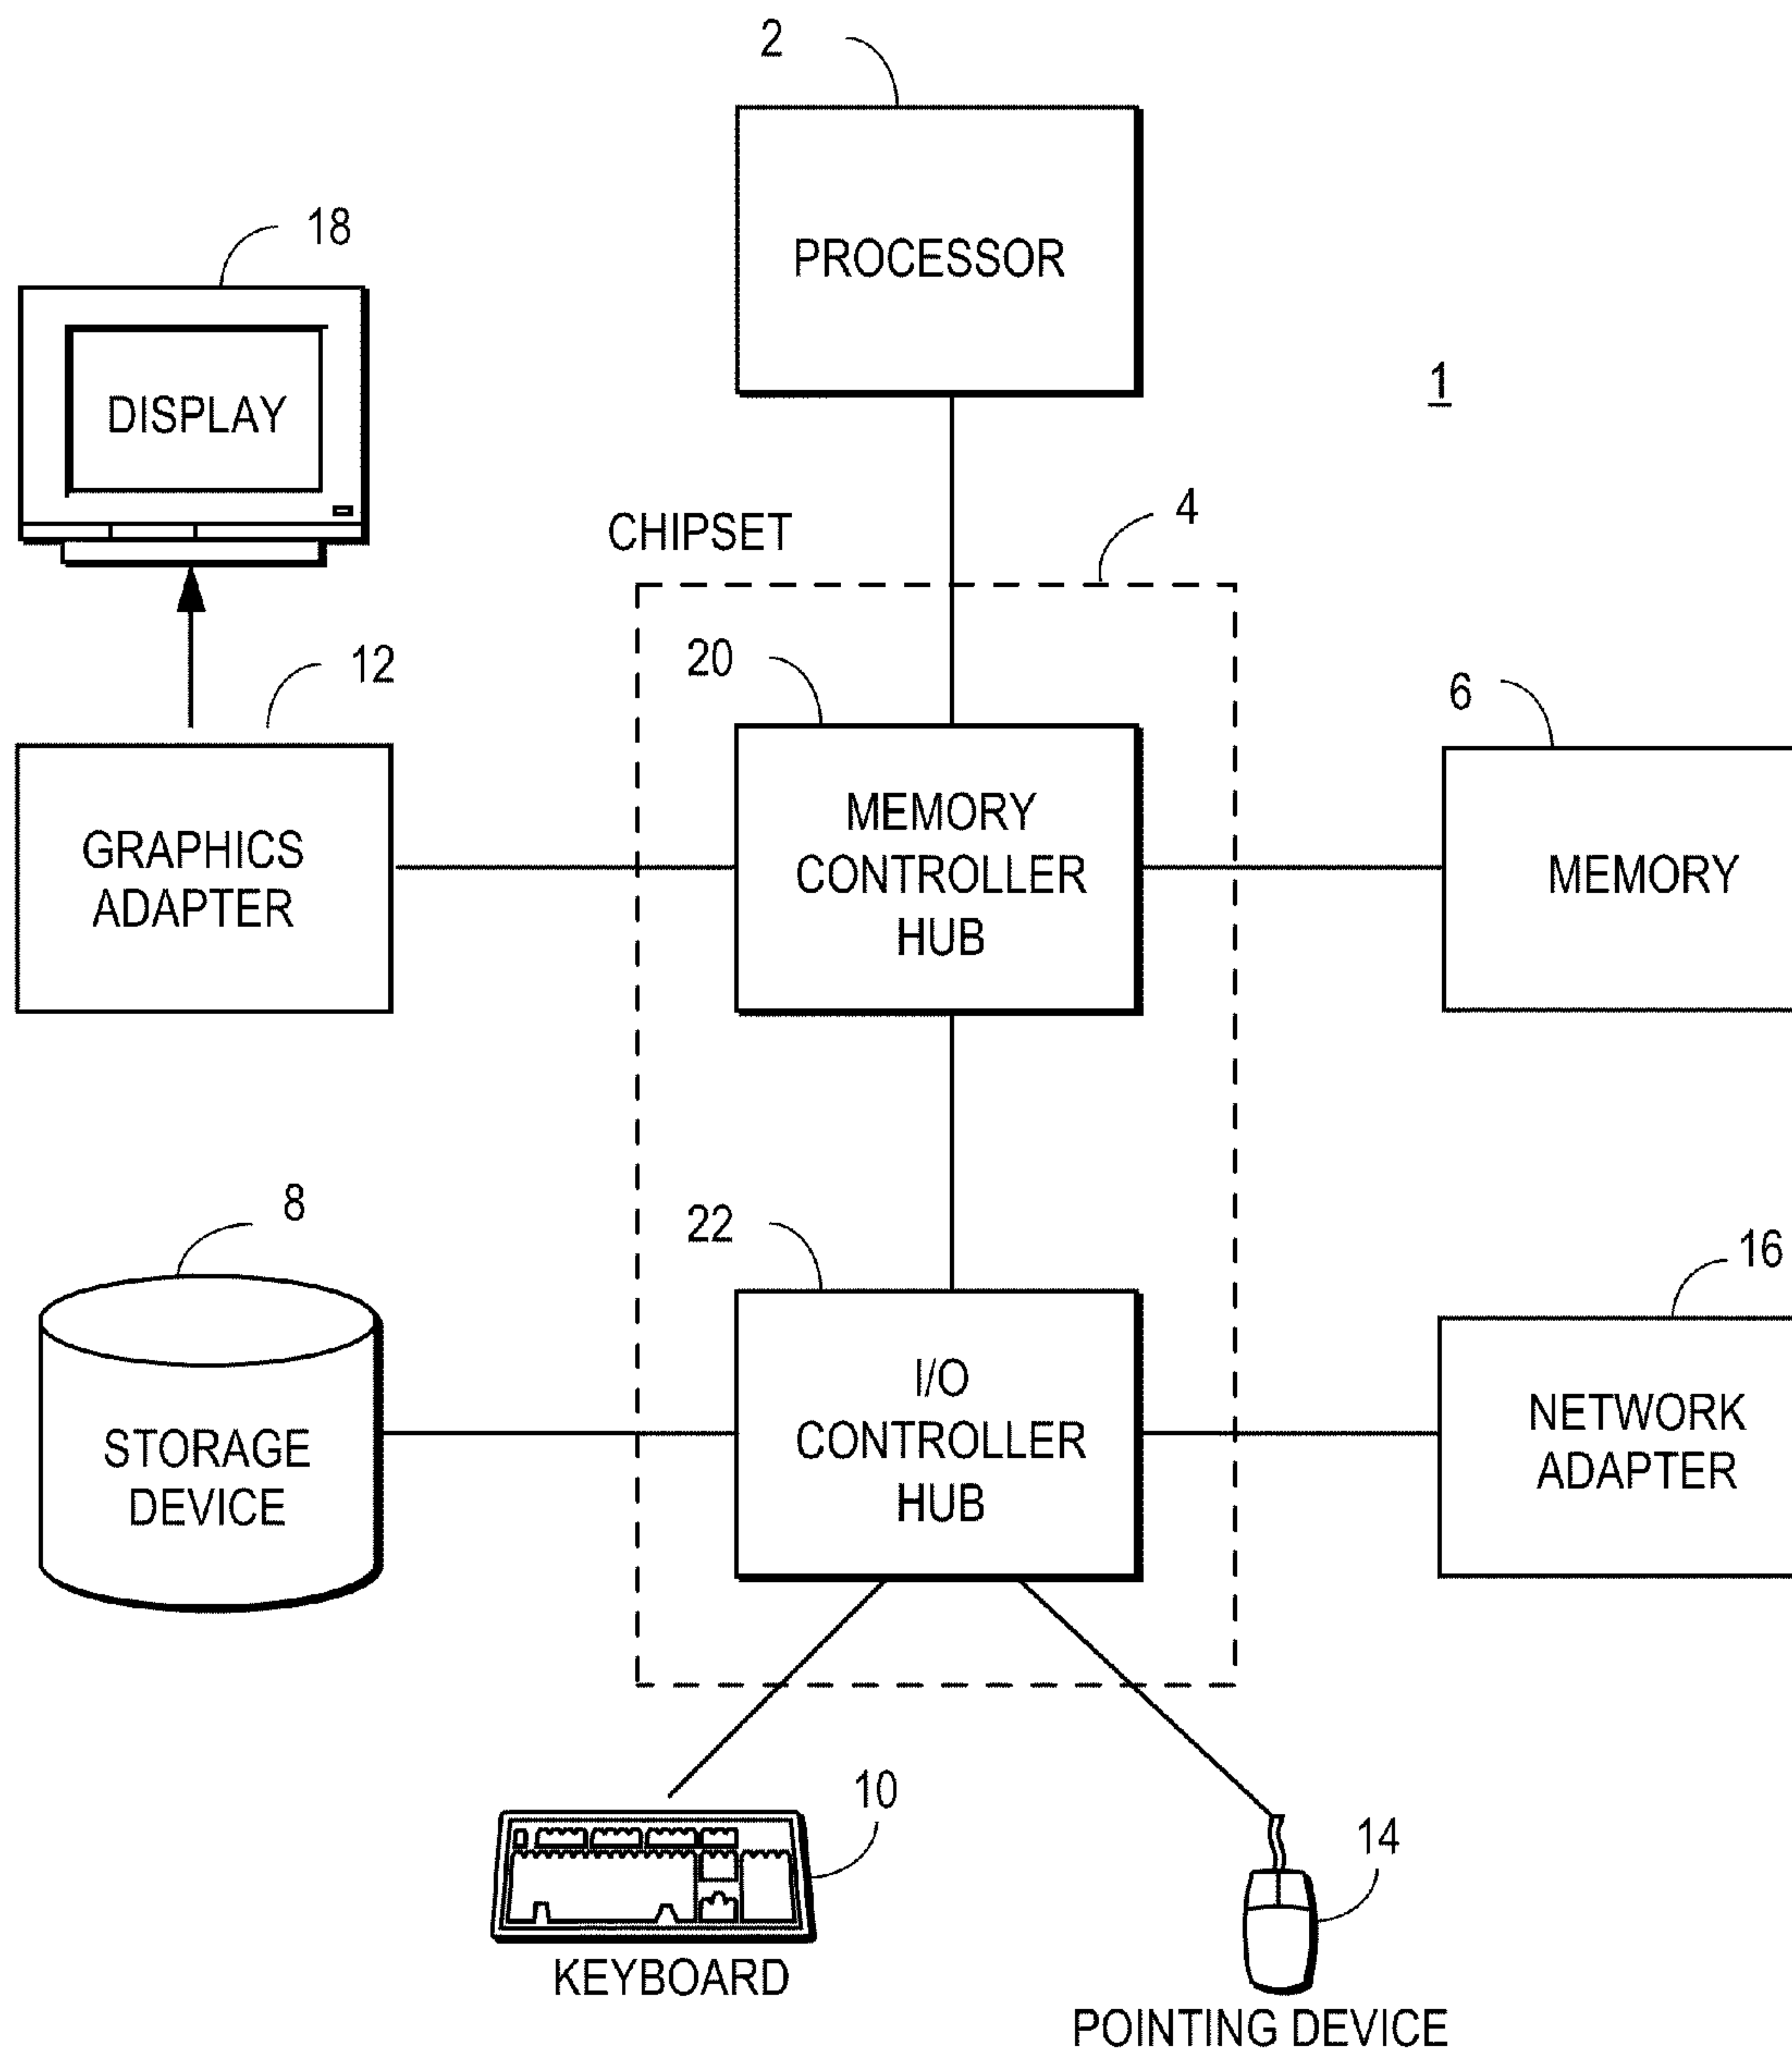 2
PROCESSOR
18
DISPLAY
1
CHIPSET
4
12
GRAPHICS
ADAPTER
20
MEMORY
CONTROLLER
HUB
6
MEMORY
8
STORAGE
DEVICE
22
I/O
CONTROLLER
HUB
16
NETWORK
ADAPTER
10
KEYBOARD
14
POINTING DEVICE